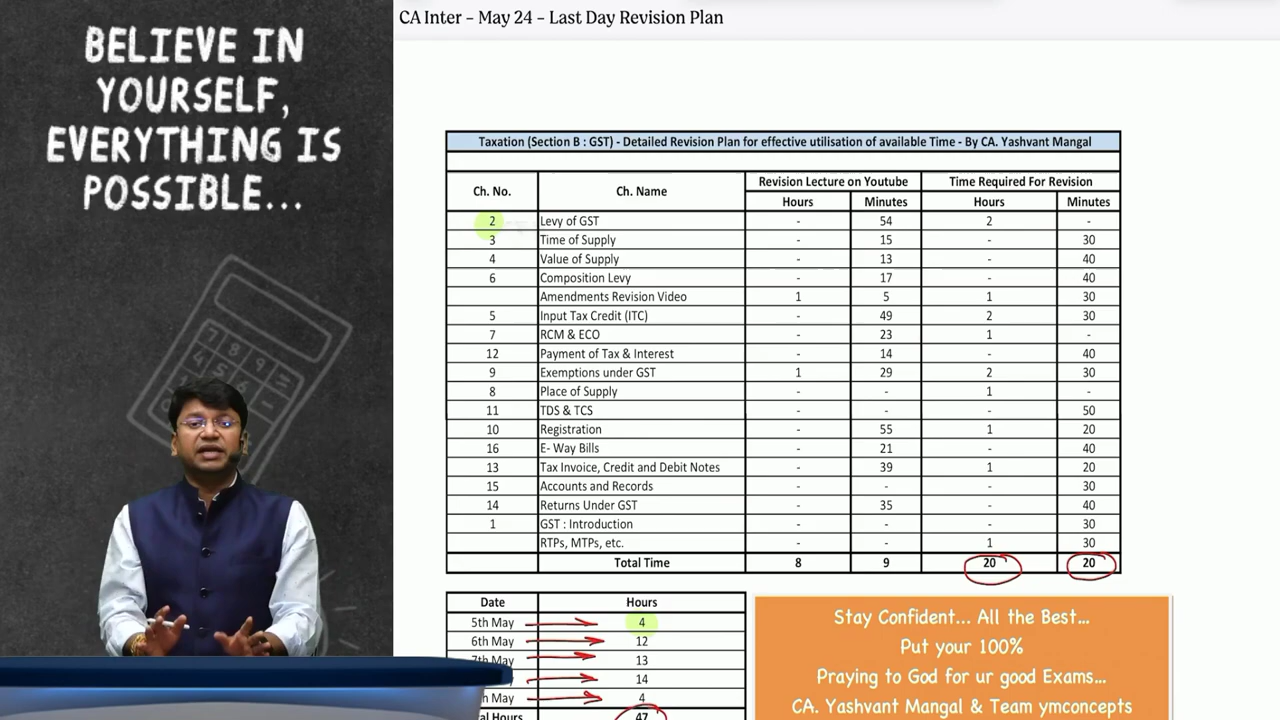 BELIEVE IN
YOURSELF,
EVERYTHING IS
POSSIBLE...
CA Inter – May 24 – Last Day Revision Plan
Taxation (Section B : GST) - Detailed Revision Plan for effective utilisation of available Time - By CA. Yashvant Mangal
Ch. No. Ch. Name Revision Lecture on Youtube Time Required For Revision
Hours Minutes Hours Minutes
2 Levy of GST - 54 2 -
3 Time of Supply - 15 - 30
4 Value of Supply - 13 - 40
6 Composition Levy - 17 - 40
Amendments Revision Video 1 5 1 30
5 Input Tax Credit (ITC) - 49 2 30
7 RCM & ECO - 23 1 -
12 Payment of Tax & Interest - 14 - 40
9 Exemptions under GST 1 29 2 30
8 Place of Supply - - 1 -
11 TDS & TCS - - - 50
10 Registration - 55 1 20
16 E- Way Bills - 21 - 40
13 Tax Invoice, Credit and Debit Notes - 39 1 20
15 Accounts and Records - - - 30
14 Returns Under GST - 35 - 40
1 GST : Introduction - - - 30
RTPs, MTPs, etc. - - 1 30
Total Time 8 9 20 20
Date Hours
5th May 4
6th May 12
7th May 13
14
May 4
Hours 47
Stay Confident... All the Best...
Put your 100%
Praying to God for ur good Exams...
CA. Yashvant Mangal & Team ymconcepts